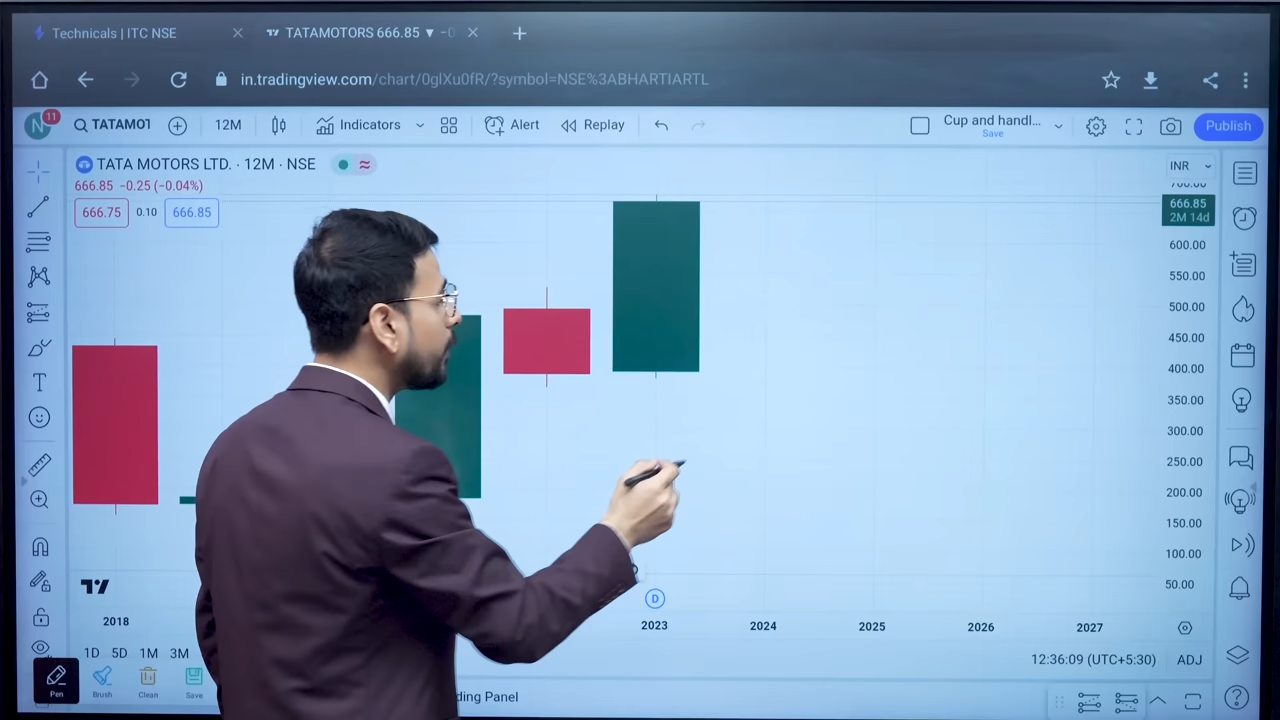 Technicals | ITC NSE
TATAMOTORS 666.85 ▼ −0
in.tradingview.com/chart/0glXu0fR/?symbol=NSE%3ABHARTIARTL
N 11 TATAMO1 12M Indicators Alert Replay Cup and handl... Save Publish
TATA MOTORS LTD. · 12M · NSE
666.85 −0.25 (−0.04%)
666.75 0.10 666.85
INR
700.00
666.85
2M 14d
600.00
550.00
500.00
450.00
400.00
350.00
300.00
250.00
200.00
150.00
100.00
50.00
D
2018 2023 2024 2025 2026 2027
1D 5D 1M 3M
12:36:09 (UTC+5:30) ADJ
Pen Brush Clean Save
ding Panel